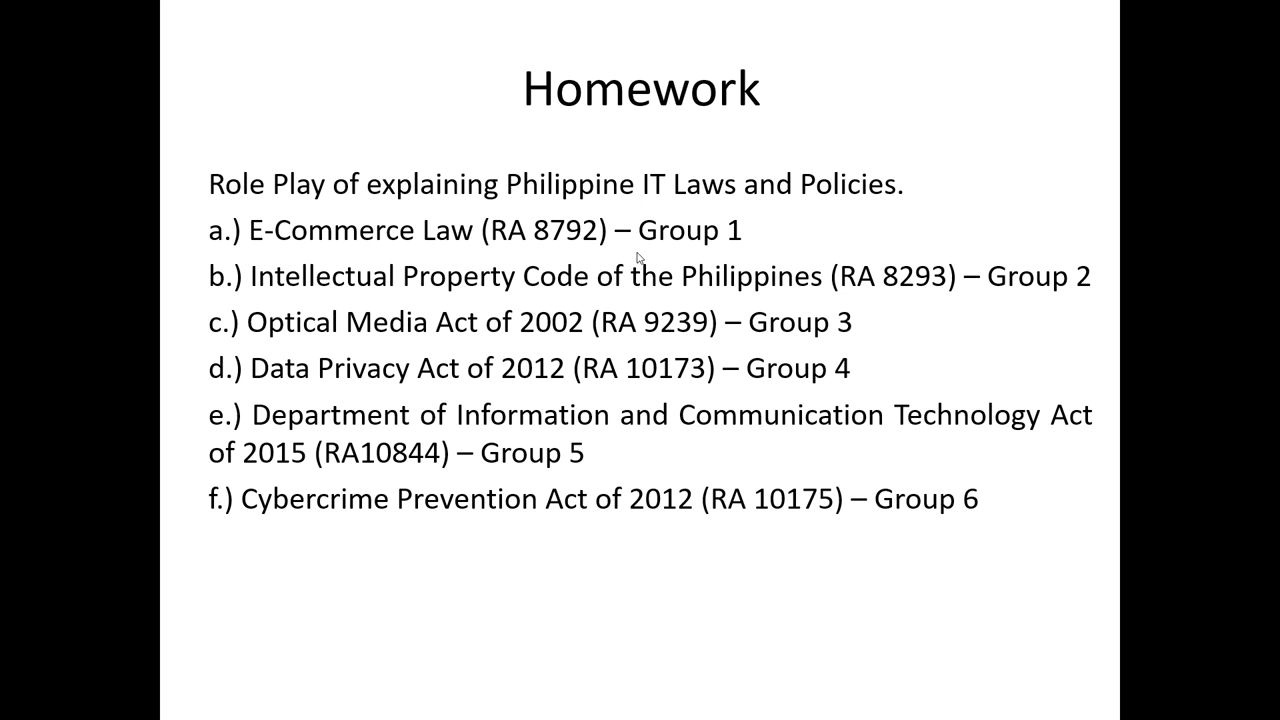 Homework
Role Play of explaining Philippine IT Laws and Policies.
a.) E-Commerce Law (RA 8792) – Group 1
b.) Intellectual Property Code of the Philippines (RA 8293) – Group 2
c.) Optical Media Act of 2002 (RA 9239) – Group 3
d.) Data Privacy Act of 2012 (RA 10173) – Group 4
e.) Department of Information and Communication Technology Act
of 2015 (RA10844) – Group 5
f.) Cybercrime Prevention Act of 2012 (RA 10175) – Group 6